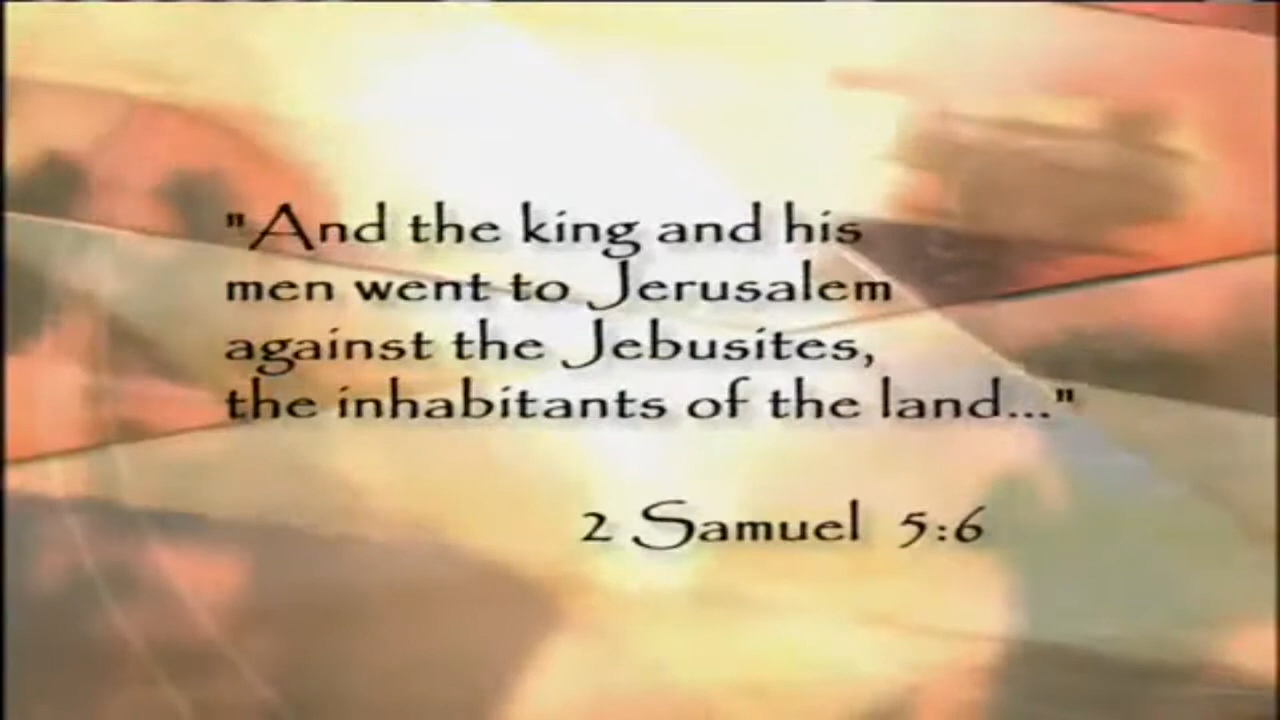 "And the king and his
men went to Jerusalem
against the Jebusites,
the inhabitants of the land..."
2 Samuel 5:6